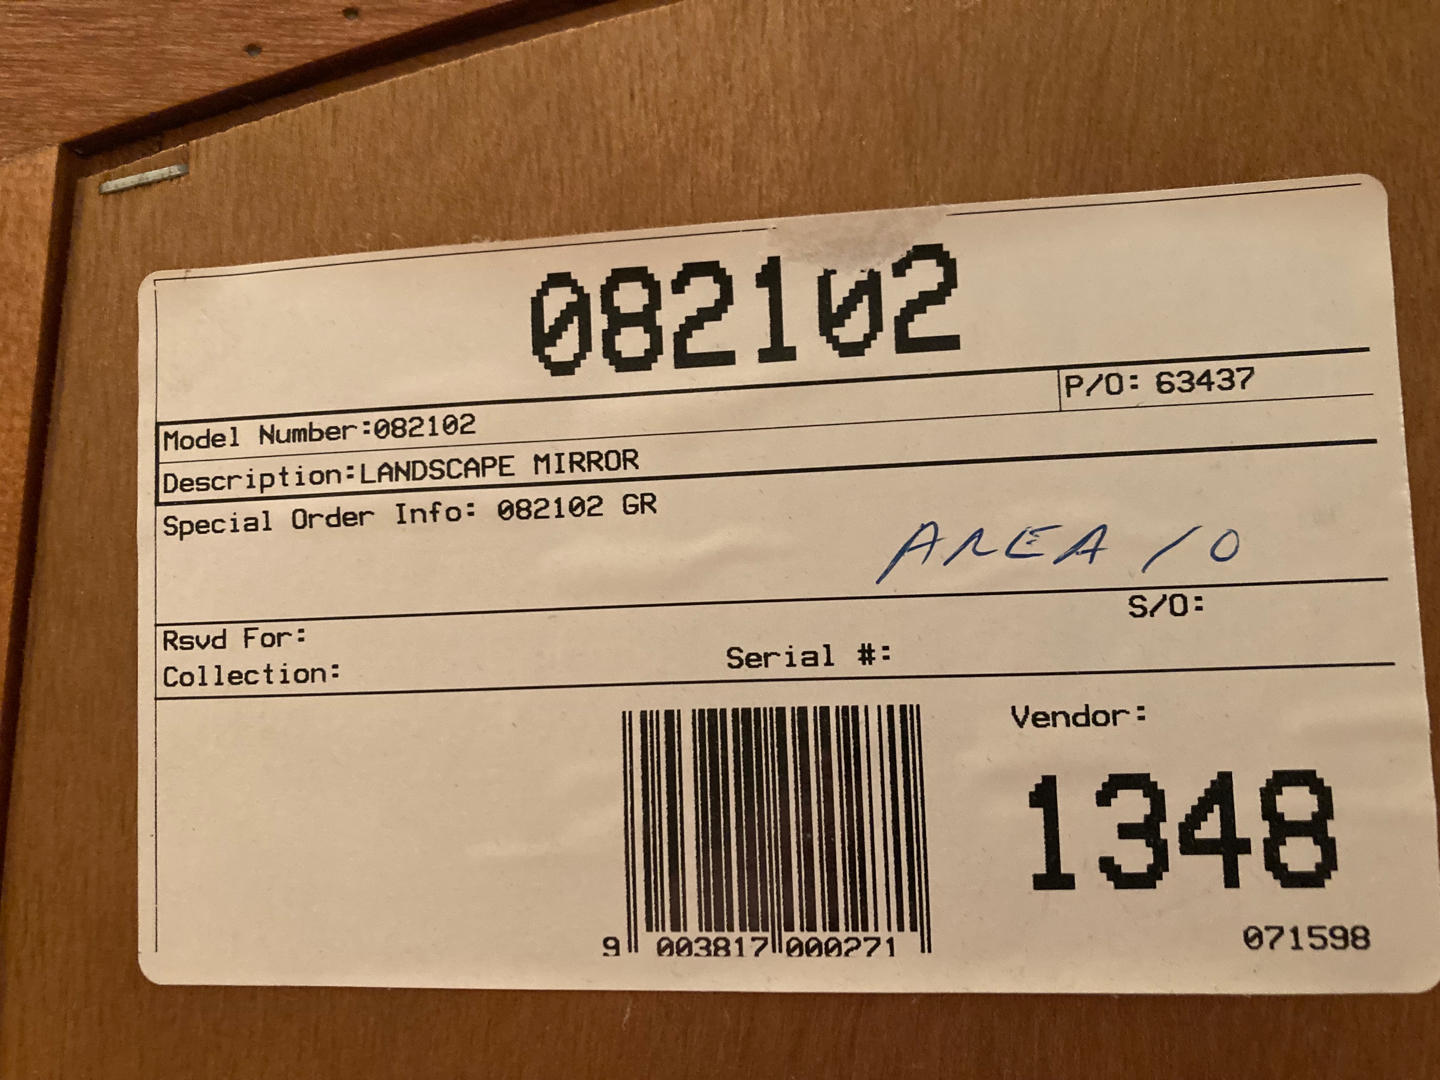 082102
P/O: 63437
Model Number:082102
Description:LANDSCAPE MIRROR
Special Order Info: 082102 GR
AREA 10
S/O:
Rsvd For:
Serial #:
Collection:
Vendor:
1348
9 003817 000271
071598